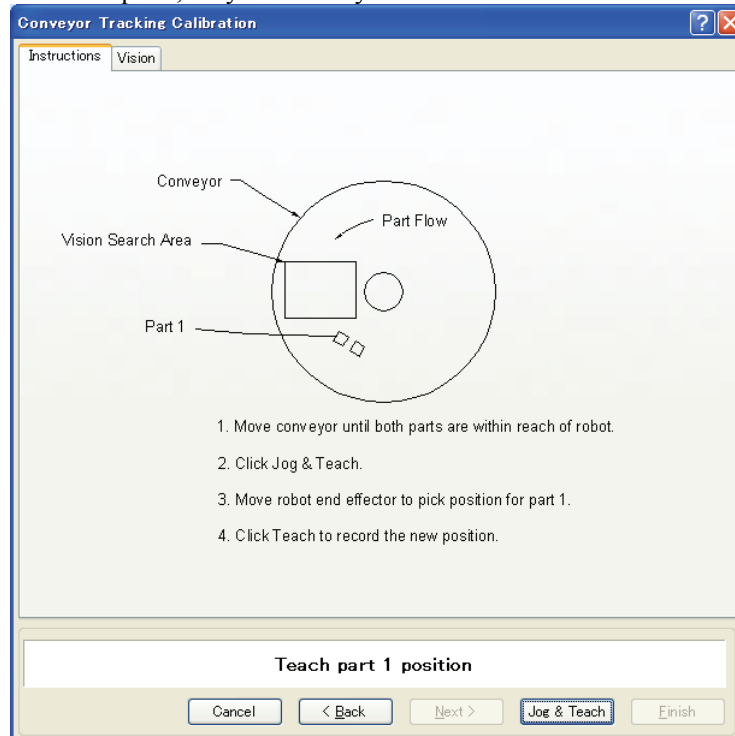 Conveyor Tracking Calibration
Instructions
Vision
Conveyor
Part Flow
Vision Search Area
Part 1
1. Move conveyor until both parts are within reach of robot.
2. Click Jog & Teach.
3. Move robot end effector to pick position for part 1.
4. Click Teach to record the new position.
Teach part 1 position
Cancel
< Back
Next >
Jog & Teach
Finish